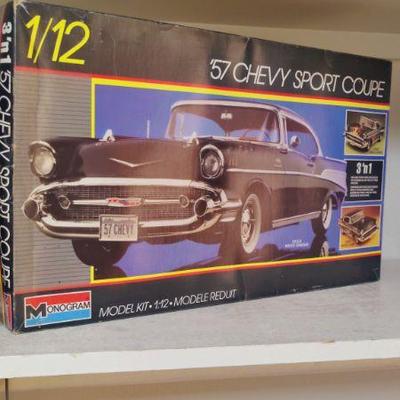 1/12
'57 CHEVY SPORT COUPE
3 'n 1
'57 CHEVY SPORT COUPE
3 'n 1
'57 CHEVY
MONOGRAM
MODEL KIT • 1:12 • MODELE REDUIT